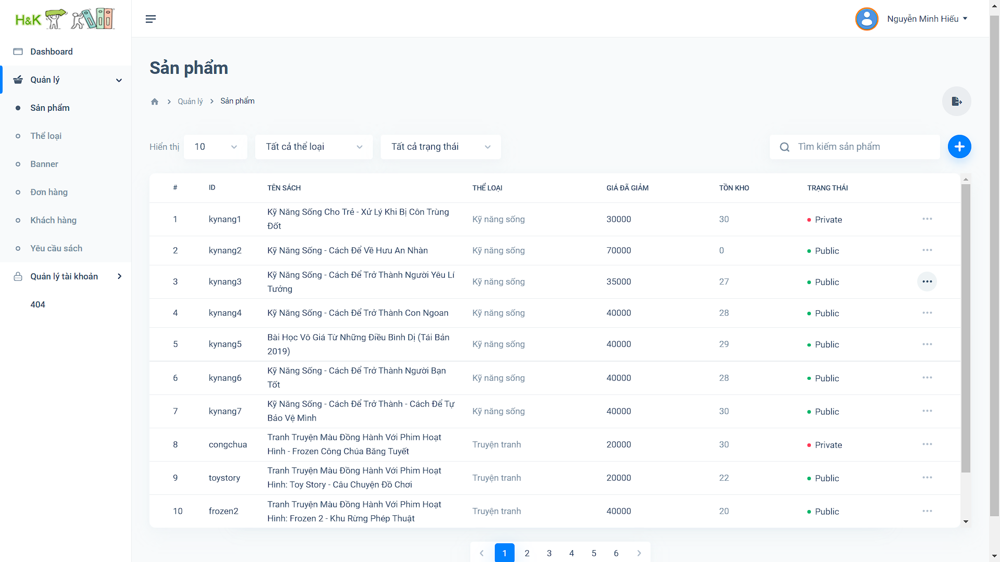 H&K
Nguyễn Minh Hiếu
Dashboard
Quản lý
Sản phẩm
Thể loại
Banner
Đơn hàng
Khách hàng
Yêu cầu sách
Quản lý tài khoản
404
Sản phẩm
Quản lý Sản phẩm
Hiển thị 10 Tất cả thể loại Tất cả trạng thái Tìm kiếm sản phẩm
# ID TÊN SÁCH THỂ LOẠI GIÁ ĐÃ GIẢM TỒN KHO TRẠNG THÁI
1 kynang1 Kỹ Năng Sống Cho Trẻ - Xử Lý Khi Bị Côn Trùng
Đốt Kỹ năng sống 30000 30 Private
2 kynang2 Kỹ Năng Sống - Cách Để Về Hưu An Nhàn Kỹ năng sống 70000 0 Public
3 kynang3 Kỹ Năng Sống - Cách Để Trở Thành Người Yêu Lí
Tưởng Kỹ năng sống 35000 27 Public
4 kynang4 Kỹ Năng Sống - Cách Để Trở Thành Con Ngoan Kỹ năng sống 40000 28 Public
5 kynang5 Bài Học Vô Giá Từ Những Điều Bình Dị (Tái Bản
2019) Kỹ năng sống 40000 29 Public
6 kynang6 Kỹ Năng Sống - Cách Để Trở Thành Người Bạn
Tốt Kỹ năng sống 40000 28 Public
7 kynang7 Kỹ Năng Sống - Cách Để Trở Thành - Cách Để Tự
Bảo Vệ Mình Kỹ năng sống 40000 30 Public
8 congchua Tranh Truyện Màu Đồng Hành Với Phim Hoạt
Hình - Frozen Công Chúa Băng Tuyết Truyện tranh 20000 30 Private
9 toystory Tranh Truyện Màu Đồng Hành Với Phim Hoạt
Hình: Toy Story - Câu Chuyện Đồ Chơi Truyện tranh 20000 22 Public
10 frozen2 Tranh Truyện Màu Đồng Hành Với Phim Hoạt
Hình: Frozen 2 - Khu Rừng Phép Thuật Truyện tranh 40000 20 Public
1 2 3 4 5 6